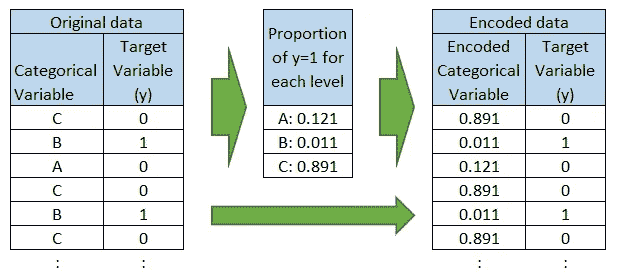 Original data
Categorical Variable
Target Variable (y)
C 0
B 1
A 0
C 0
B 1
C 0
: :
Proportion
of y=1 for
each level
A: 0.121
B: 0.011
C: 0.891
Encoded data
Encoded Categorical Variable
Target Variable (y)
0.891 0
0.011 1
0.121 0
0.891 0
0.011 1
0.891 0
: :